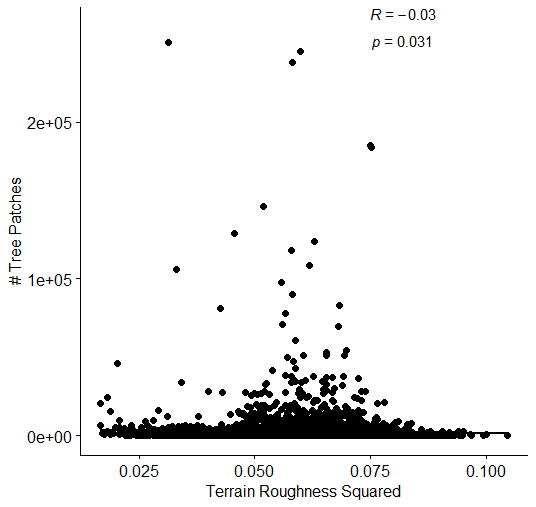 R = −0.03
p = 0.031
# Tree Patches
2e+05
1e+05
0e+00
0.025 0.050 0.075 0.100
Terrain Roughness Squared